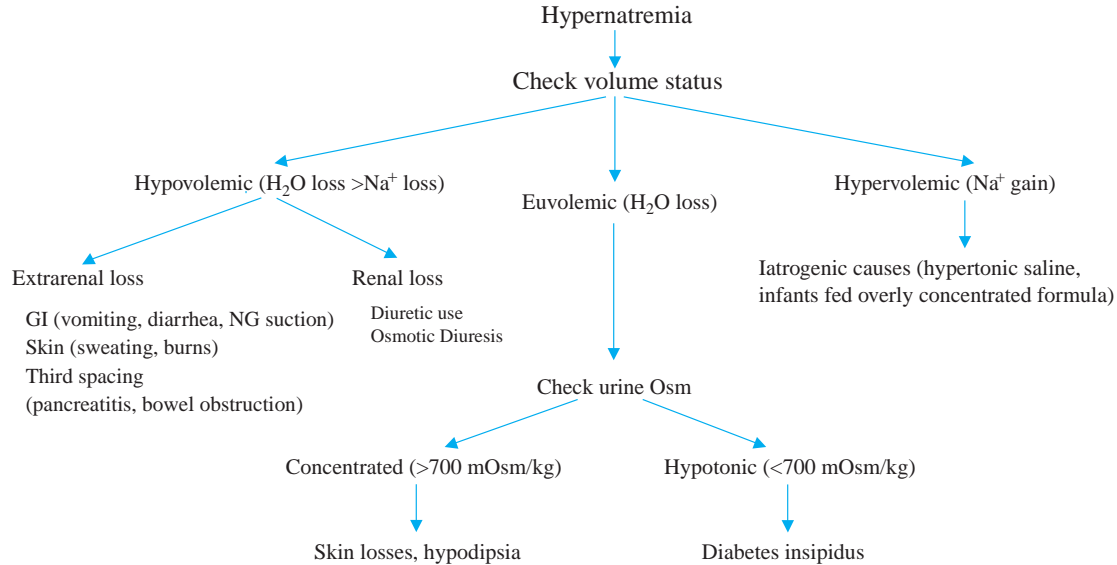 Hypernatremia
Check volume status
Hypovolemic (H₂O loss >Na⁺ loss)
Euvolemic (H₂O loss)
Hypervolemic (Na⁺ gain)
Extrarenal loss
GI (vomiting, diarrhea, NG suction)
Skin (sweating, burns)
Third spacing
(pancreatitis, bowel obstruction)
Renal loss
Diuretic use
Osmotic Diuresis
Iatrogenic causes (hypertonic saline,
infants fed overly concentrated formula)
Check urine Osm
Concentrated (>700 mOsm/kg)
Hypotonic (<700 mOsm/kg)
Skin losses, hypodipsia
Diabetes insipidus